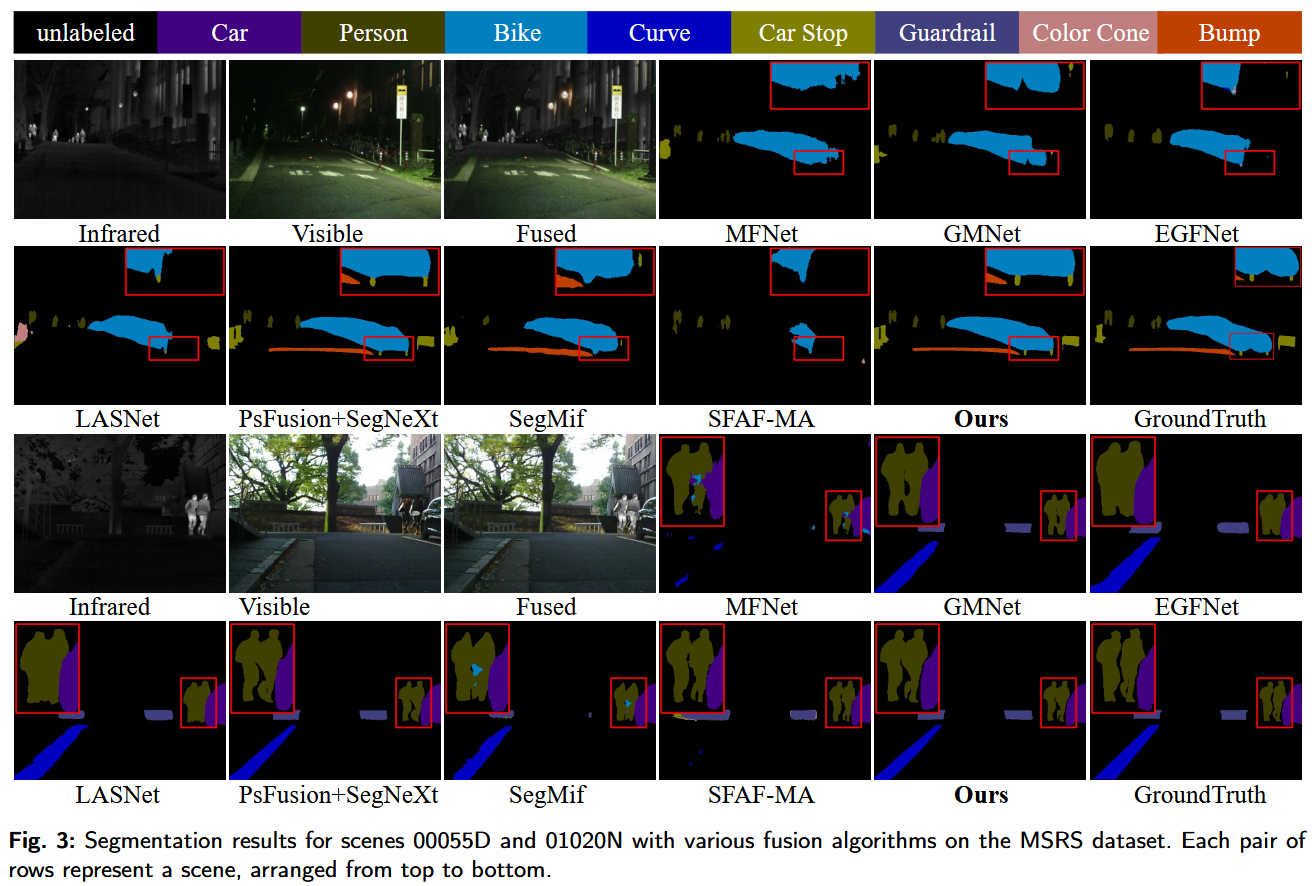 unlabeled Car Person Bike Curve Car Stop Guardrail Color Cone Bump
Infrared Visible Fused MFNet GMNet EGFNet
LASNet PsFusion+SegNeXt SegMif SFAF-MA Ours GroundTruth
Infrared Visible Fused MFNet GMNet EGFNet
LASNet PsFusion+SegNeXt SegMif SFAF-MA Ours GroundTruth
Fig. 3: Segmentation results for scenes 00055D and 01020N with various fusion algorithms on the MSRS dataset. Each pair of
rows represent a scene, arranged from top to bottom.